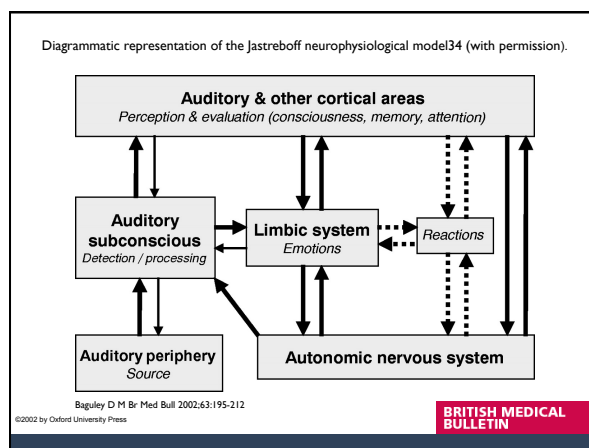 Diagrammatic representation of the Jastreboff neurophysiological model34 (with permission).
Auditory & other cortical areas
Perception & evaluation (consciousness, memory, attention)
Auditory
subconscious
Detection / processing
Limbic system
Emotions
Reactions
Auditory periphery
Source
Autonomic nervous system
Baguley D M Br Med Bull 2002;63:195-212
©2002 by Oxford University Press
BRITISH MEDICAL
BULLETIN